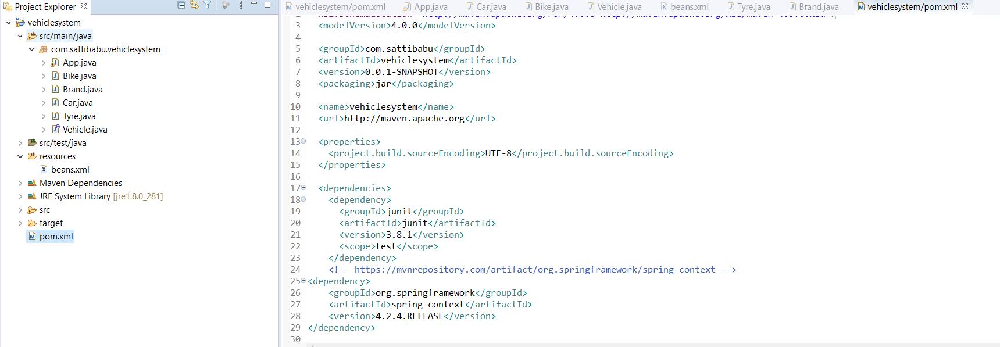 Project Explorer
vehiclesystem
src/main/java
com.sattibabu.vehiclesystem
App.java
Bike.java
Brand.java
Car.java
Tyre.java
Vehicle.java
src/test/java
resources
beans.xml
Maven Dependencies
JRE System Library [jre1.8.0_281]
src
target
pom.xml
vehiclesystem/pom.xml App.java Car.java Bike.java Vehicle.java beans.xml Tyre.java Brand.java vehiclesystem/pom.xml
3 <modelVersion>4.0.0</modelVersion>
4
5 <groupId>com.sattibabu</groupId>
6 <artifactId>vehiclesystem</artifactId>
7 <version>0.0.1-SNAPSHOT</version>
8 <packaging>jar</packaging>
9
10 <name>vehiclesystem</name>
11 <url>http://maven.apache.org</url>
12
13 <properties>
14 <project.build.sourceEncoding>UTF-8</project.build.sourceEncoding>
15 </properties>
16
17 <dependencies>
18 <dependency>
19 <groupId>junit</groupId>
20 <artifactId>junit</artifactId>
21 <version>3.8.1</version>
22 <scope>test</scope>
23 </dependency>
24 <!-- https://mvnrepository.com/artifact/org.springframework/spring-context -->
25 <dependency>
26 <groupId>org.springframework</groupId>
27 <artifactId>spring-context</artifactId>
28 <version>4.2.4.RELEASE</version>
29 </dependency>
30